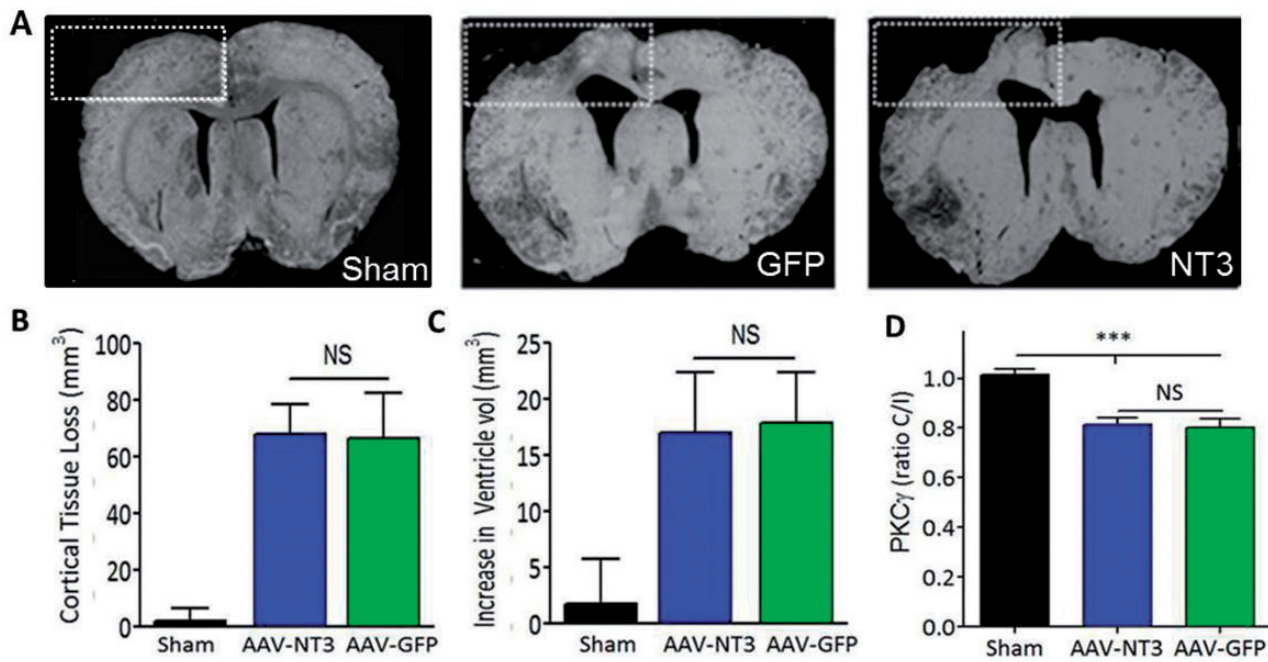 A
Sham
GFP
NT3
B
Cortical Tissue Loss (mm³)
100
80
60
40
20
0
NS
Sham
AAV-NT3
AAV-GFP
C
Increase in Ventricle vol (mm³)
25
20
15
10
5
0
NS
Sham
AAV-NT3
AAV-GFP
D
PKCγ (ratio C/I)
1.0
0.8
0.6
0.4
0.2
0.0
***
NS
Sham
AAV-NT3
AAV-GFP